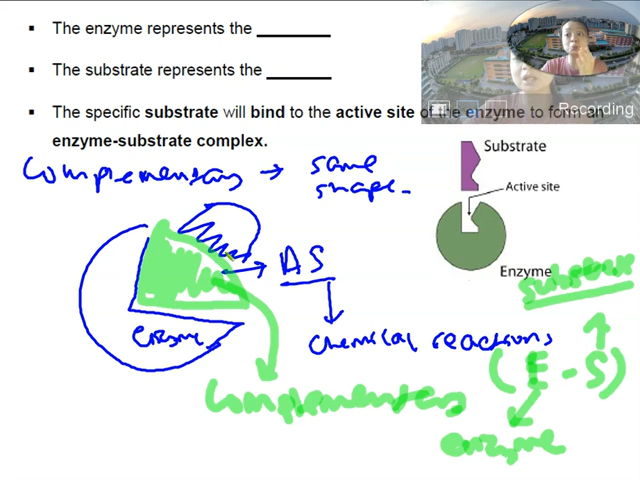 ▪ The enzyme represents the ________
▪ The substrate represents the ________
▪ The specific substrate will bind to the active site of the enzyme to form an
enzyme-substrate complex.
Recording
Complementary → same
shape
Substrate
Active site
Enzyme
AS
enzyme
chemical reactions
substrate
(E - S)
complementary
enzyme